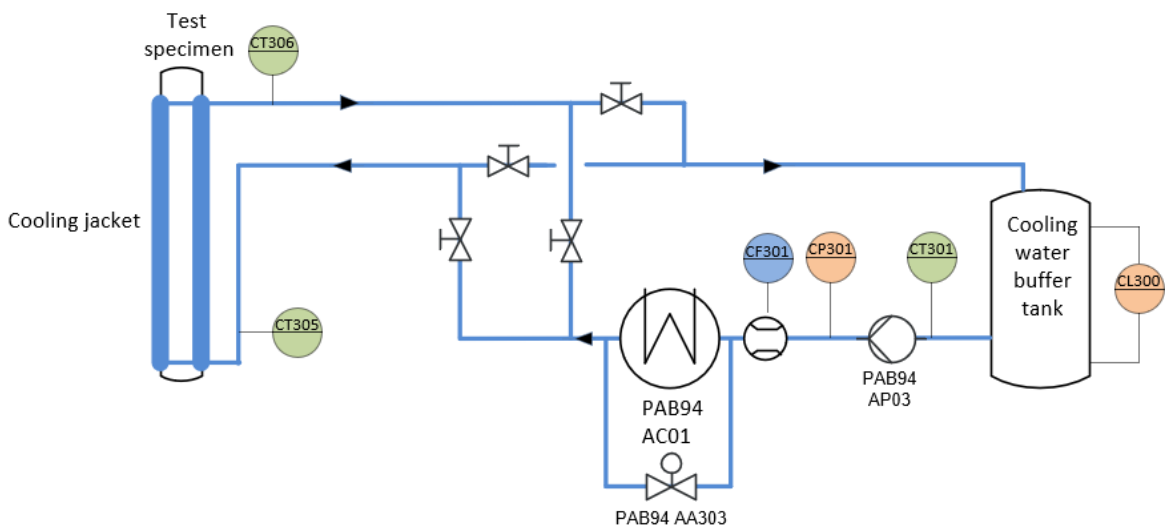 Test
specimen
CT306
Cooling jacket
CT305
CF301
CP301
CT301
Cooling
water
buffer
tank
CL300
PAB94
AP03
PAB94
AC01
PAB94 AA303